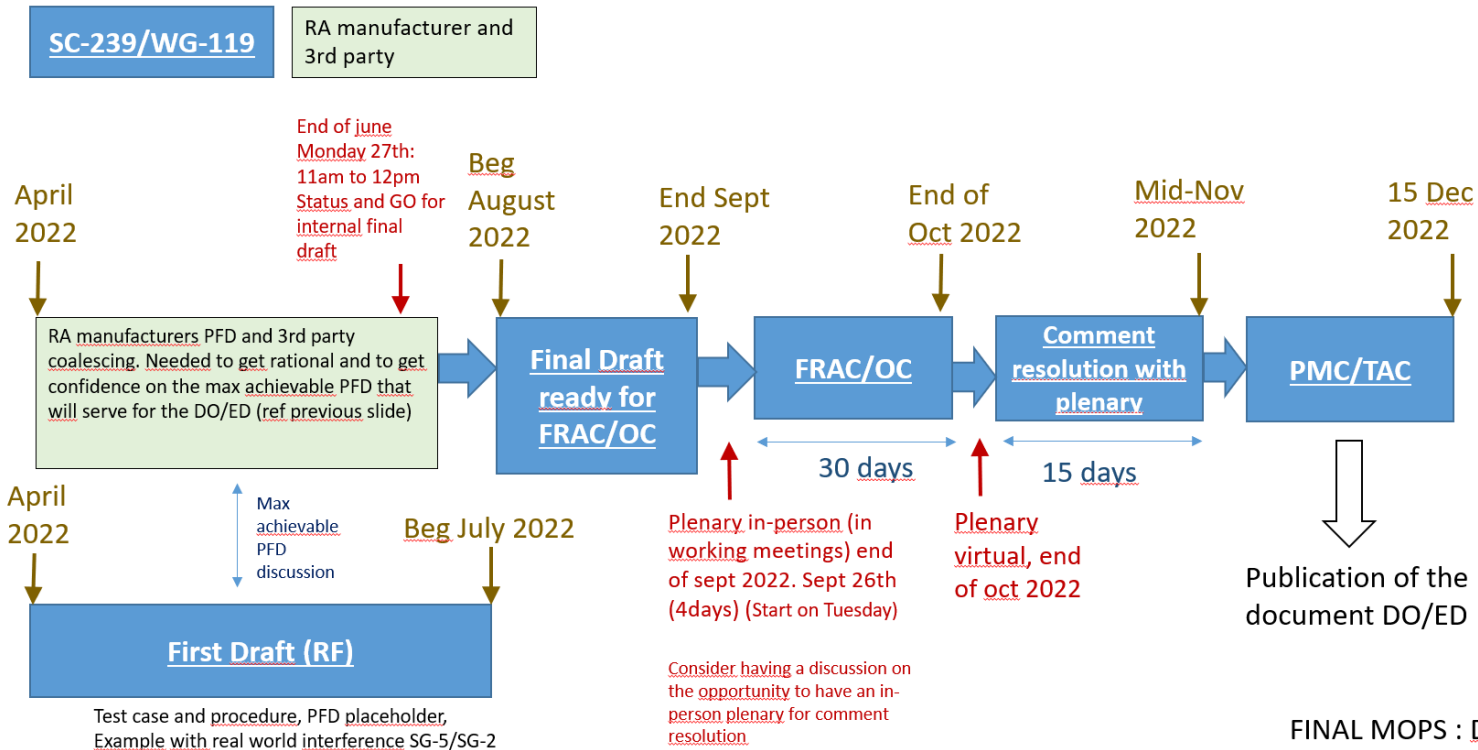 SC-239/WG-119
RA manufacturer and
3rd party
End of june
Monday 27th:
11am to 12pm
Status and GO for
internal final
draft
April
2022
Beg
August
2022
End Sept
2022
End of
Oct 2022
Mid-Nov
2022
15 Dec
2022
RA manufacturers PFD and 3rd party
coalescing. Needed to get rational and to get
confidence on the max achievable PFD that
will serve for the DO/ED (ref previous slide)
Final Draft
ready for
FRAC/OC
FRAC/OC
Comment
resolution with
plenary
PMC/TAC
30 days
15 days
April
2022
Max
achievable
PFD
discussion
Beg July 2022
Plenary in-person (in
working meetings) end
of sept 2022. Sept 26th
(4days) (Start on Tuesday)
Plenary
virtual, end
of oct 2022
Publication of the
document DO/ED
First Draft (RF)
Consider having a discussion on
the opportunity to have an in-
person plenary for comment
resolution
Test case and procedure, PFD placeholder,
Example with real world interference SG-5/SG-2
FINAL MOPS : D